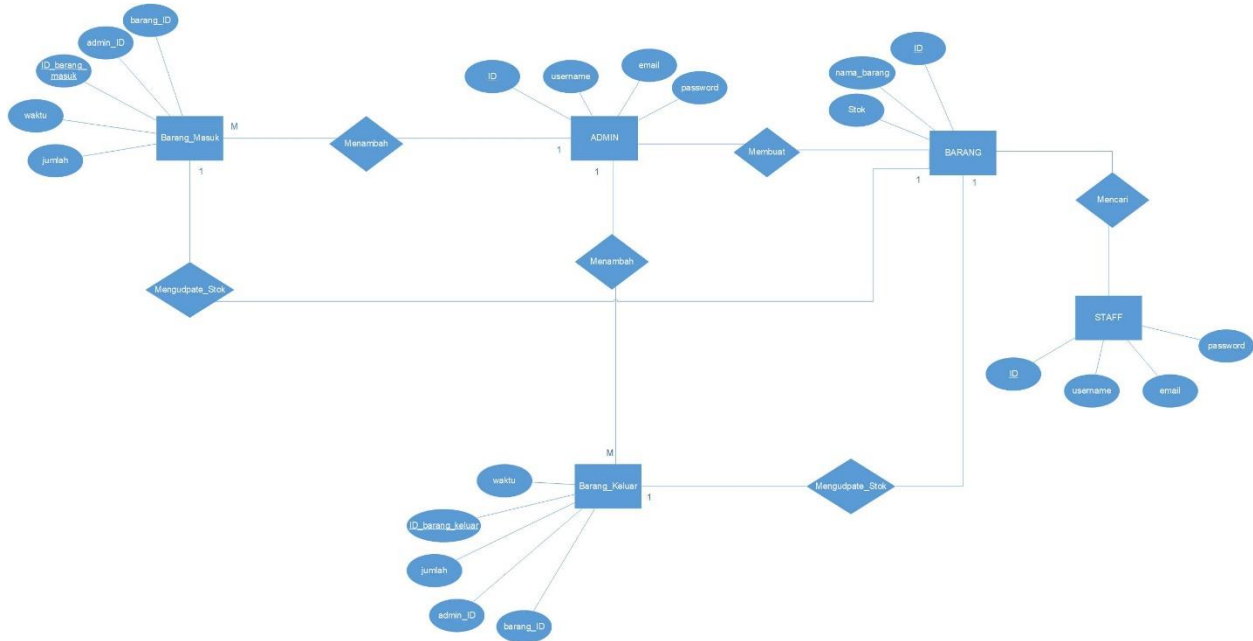 barang_ID
admin_ID
ID_barang_
masuk
waktu
jumlah
Barang_Masuk
M
1
Menambah
1
ID
username
email
password
ADMIN
1
Membuat
ID
nama_barang
Stok
BARANG
1
1
Mencari
STAFF
ID
username
email
password
Mengudpate_Stok
Menambah
M
waktu
ID_barang_keluar
jumlah
admin_ID
barang_ID
Barang_Keluar
1
Mengudpate_Stok